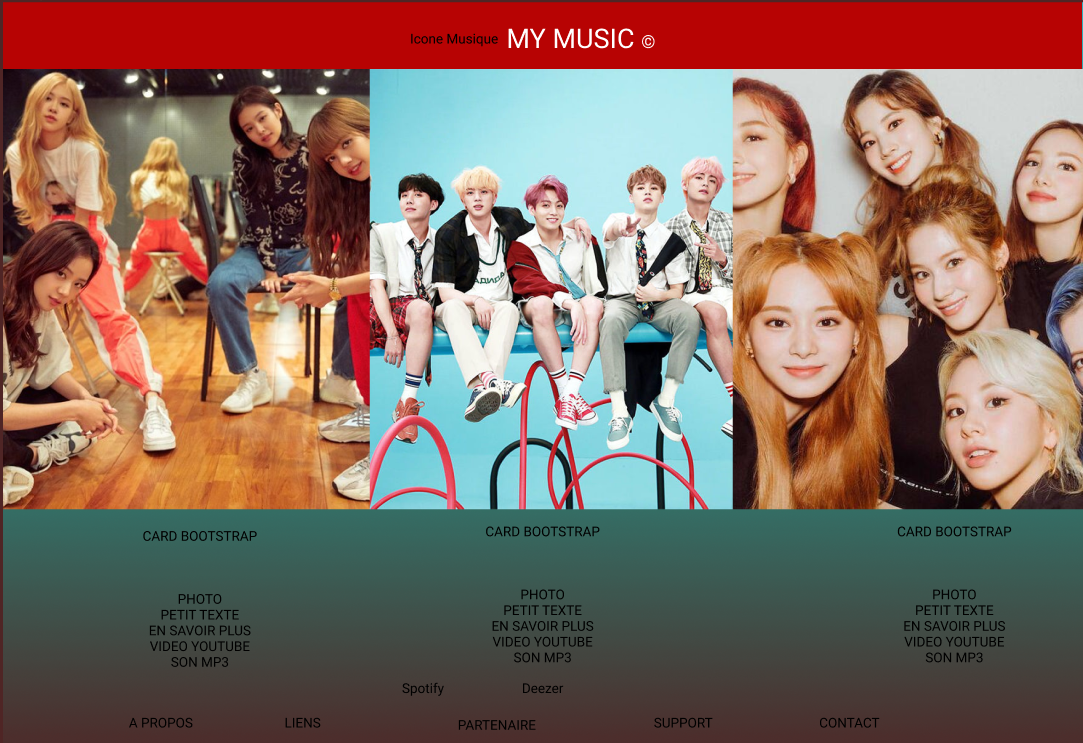 Icone Musique MY MUSIC ©
CARD BOOTSTRAP
PHOTO
PETIT TEXTE
EN SAVOIR PLUS
VIDEO YOUTUBE
SON MP3
CARD BOOTSTRAP
PHOTO
PETIT TEXTE
EN SAVOIR PLUS
VIDEO YOUTUBE
SON MP3
CARD BOOTSTRAP
PHOTO
PETIT TEXTE
EN SAVOIR PLUS
VIDEO YOUTUBE
SON MP3
Spotify Deezer
A PROPOS LIENS PARTENAIRE SUPPORT CONTACT